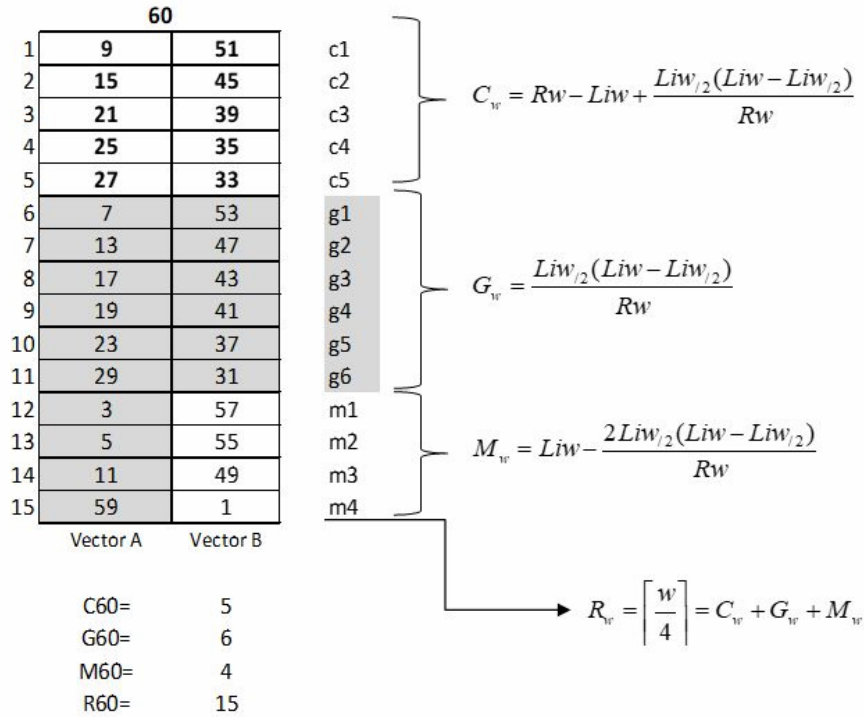 60
1 9 51 c1
2 15 45 c2
3 21 39 c3
4 25 35 c4
5 27 33 c5
6 7 53 g1
7 13 47 g2
8 17 43 g3
9 19 41 g4
10 23 37 g5
11 29 31 g6
12 3 57 m1
13 5 55 m2
14 11 49 m3
15 59 1 m4
Vector A Vector B
C60= 5
G60= 6
M60= 4
R60= 15
C_w = Rw − Liw + \frac{Liw_{/2}(Liw − Liw_{/2})}{Rw}
G_w = \frac{Liw_{/2}(Liw − Liw_{/2})}{Rw}
M_w = Liw − \frac{2Liw_{/2}(Liw − Liw_{/2})}{Rw}
R_w = ⌈\frac{w}{4}⌉ = C_w + G_w + M_w